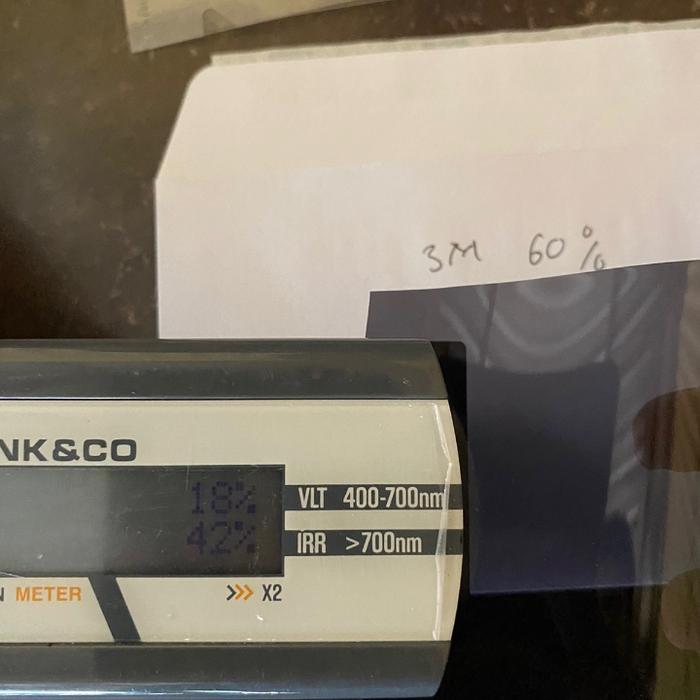 3M 60%
NK&CO
18% VLT 400-700nm
42% IRR >700nm
N METER >>> X2